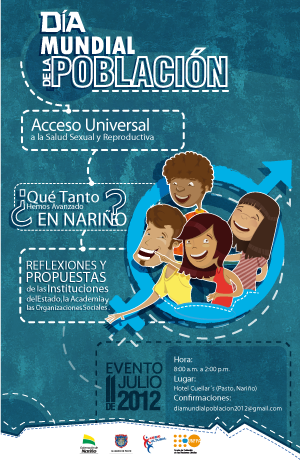 DÍA
MUNDIAL
DE LA POBLACIÓN
Acceso Universal
a la Salud Sexual y Reproductiva
¿Qué Tanto
Hemos Avanzado
EN NARIÑO?
REFLEXIONES Y
PROPUESTAS
de las Instituciones
del Estado, la Academia y
las Organizaciones Sociales
EVENTO
11 DE JULIO
2012
Hora:
8:00 a.m. a 2:00 p.m.
Lugar:
Hotel Cuellar´s (Pasto, Nariño)
Confirmaciones:
diamundialpoblacion2012@gmail.com
Nariño